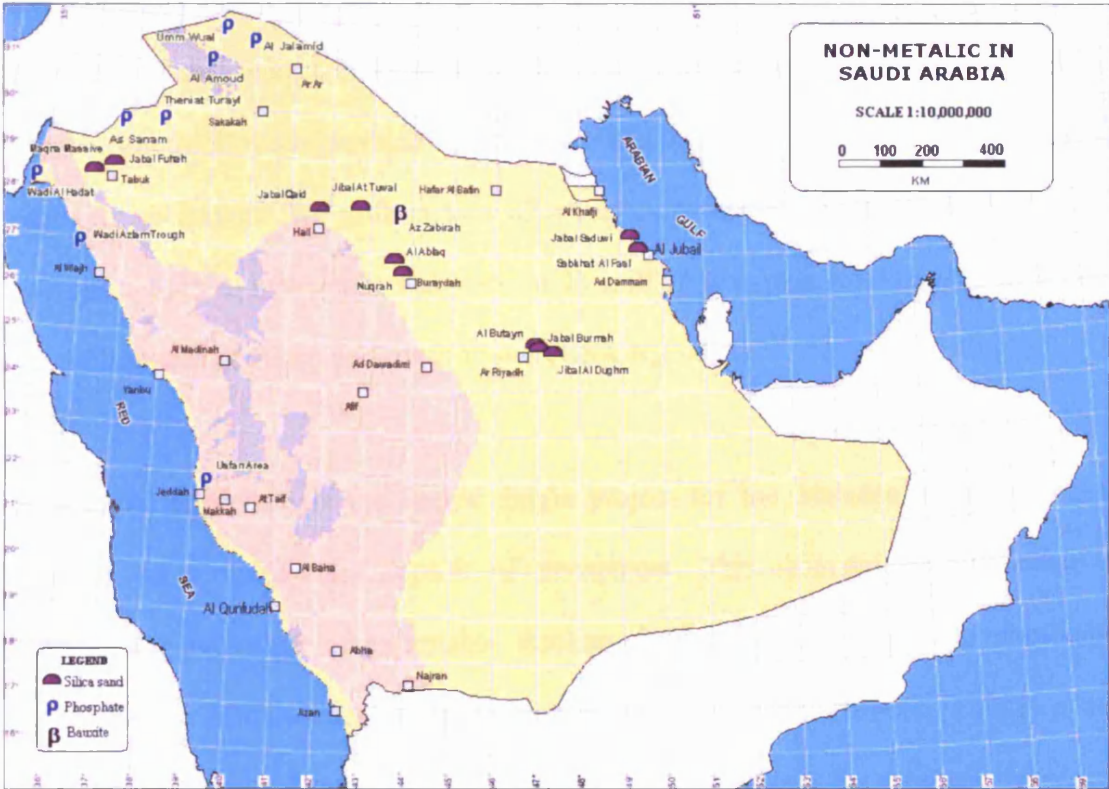 NON-METALIC IN
SAUDI ARABIA
SCALE 1:10,000,000
0 100 200 400
KM
Umm Wual
Al Jalamid
Al Amoud
Ar Ar
Theniat Turayf
Sakakah
As Sanam
Maqna Massive
Jabal Futah
Tabuk
Wadi Al Hadat
Wadi Azlam Trough
Al Wajh
Jabal Qaid
Jibal At Tuwal
Hafar Al Batin
Hail
Az Zabirah
Al Khafji
Jabal Saduwi
Al Jubail
Sabkhat Al Fasl
Ad Dammam
Al Ablaq
Nuqrah
Buraydah
Al Butayn
Jabal Burmah
Ar Riyadh
Jibal Al Dughm
Al Madinah
Ad Dawadimi
Yanbu
Afif
ARABIAN
GULF
RED
SEA
Usfan Area
Jeddah
Makkah
At Taif
Al Baha
Al Qunfudah
Abha
Najran
Azan
LEGEND
Silica sand
Phosphate
Bauxite